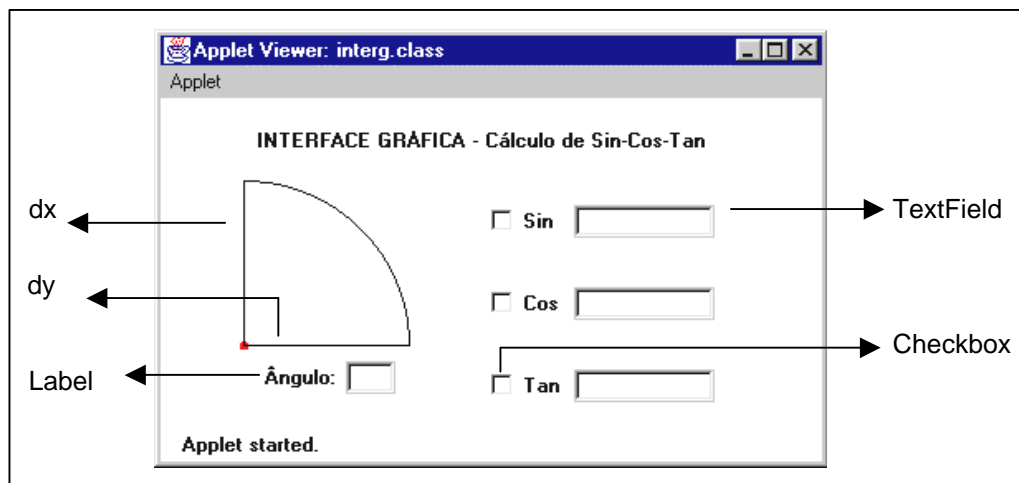 Applet Viewer: interg.class
Applet
INTERFACE GRÁFICA - Cálculo de Sin-Cos-Tan
dx
Sin
TextField
dy
Cos
Checkbox
Label
Ângulo:
Tan
Applet started.